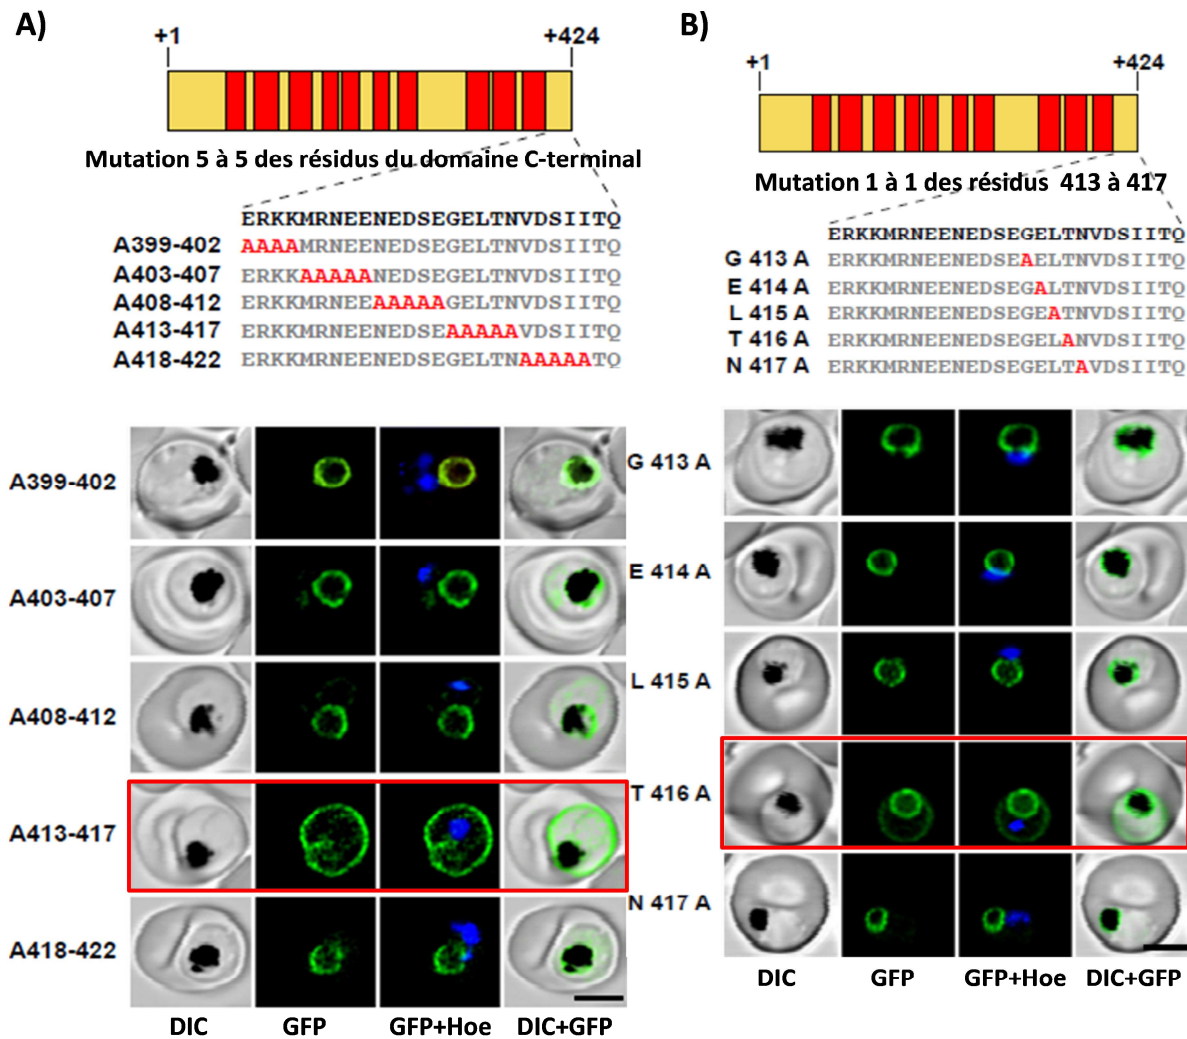 A)
+1 +424
Mutation 5 à 5 des résidus du domaine C-terminal
ERKKMRNEENEDSEGELTNVDSIITQ
A399-402 AAAAMRNEENEDSEGELTNVDSIITQ
A403-407 ERKKAAAAANEDSEGELTNVDSIITQ
A408-412 ERKKMRNEEAAAAAGELTNVDSIITQ
A413-417 ERKKMRNEENEDSEAAAAAVDSIITQ
A418-422 ERKKMRNEENEDSEGELTNAAAAATQ
A399-402
A403-407
A408-412
A413-417
A418-422
DIC GFP GFP+Hoe DIC+GFP
B)
+1 +424
Mutation 1 à 1 des résidus 413 à 417
ERKKMRNEENEDSEGELTNVDSIITQ
G 413 A ERKKMRNEENEDSEAELTNVDSIITQ
E 414 A ERKKMRNEENEDSEGALTNVDSIITQ
L 415 A ERKKMRNEENEDSEGEATNVDSIITQ
T 416 A ERKKMRNEENEDSEGELANVDSIITQ
N 417 A ERKKMRNEENEDSEGELTAVDSIITQ
G 413 A
E 414 A
L 415 A
T 416 A
N 417 A
DIC GFP GFP+Hoe DIC+GFP